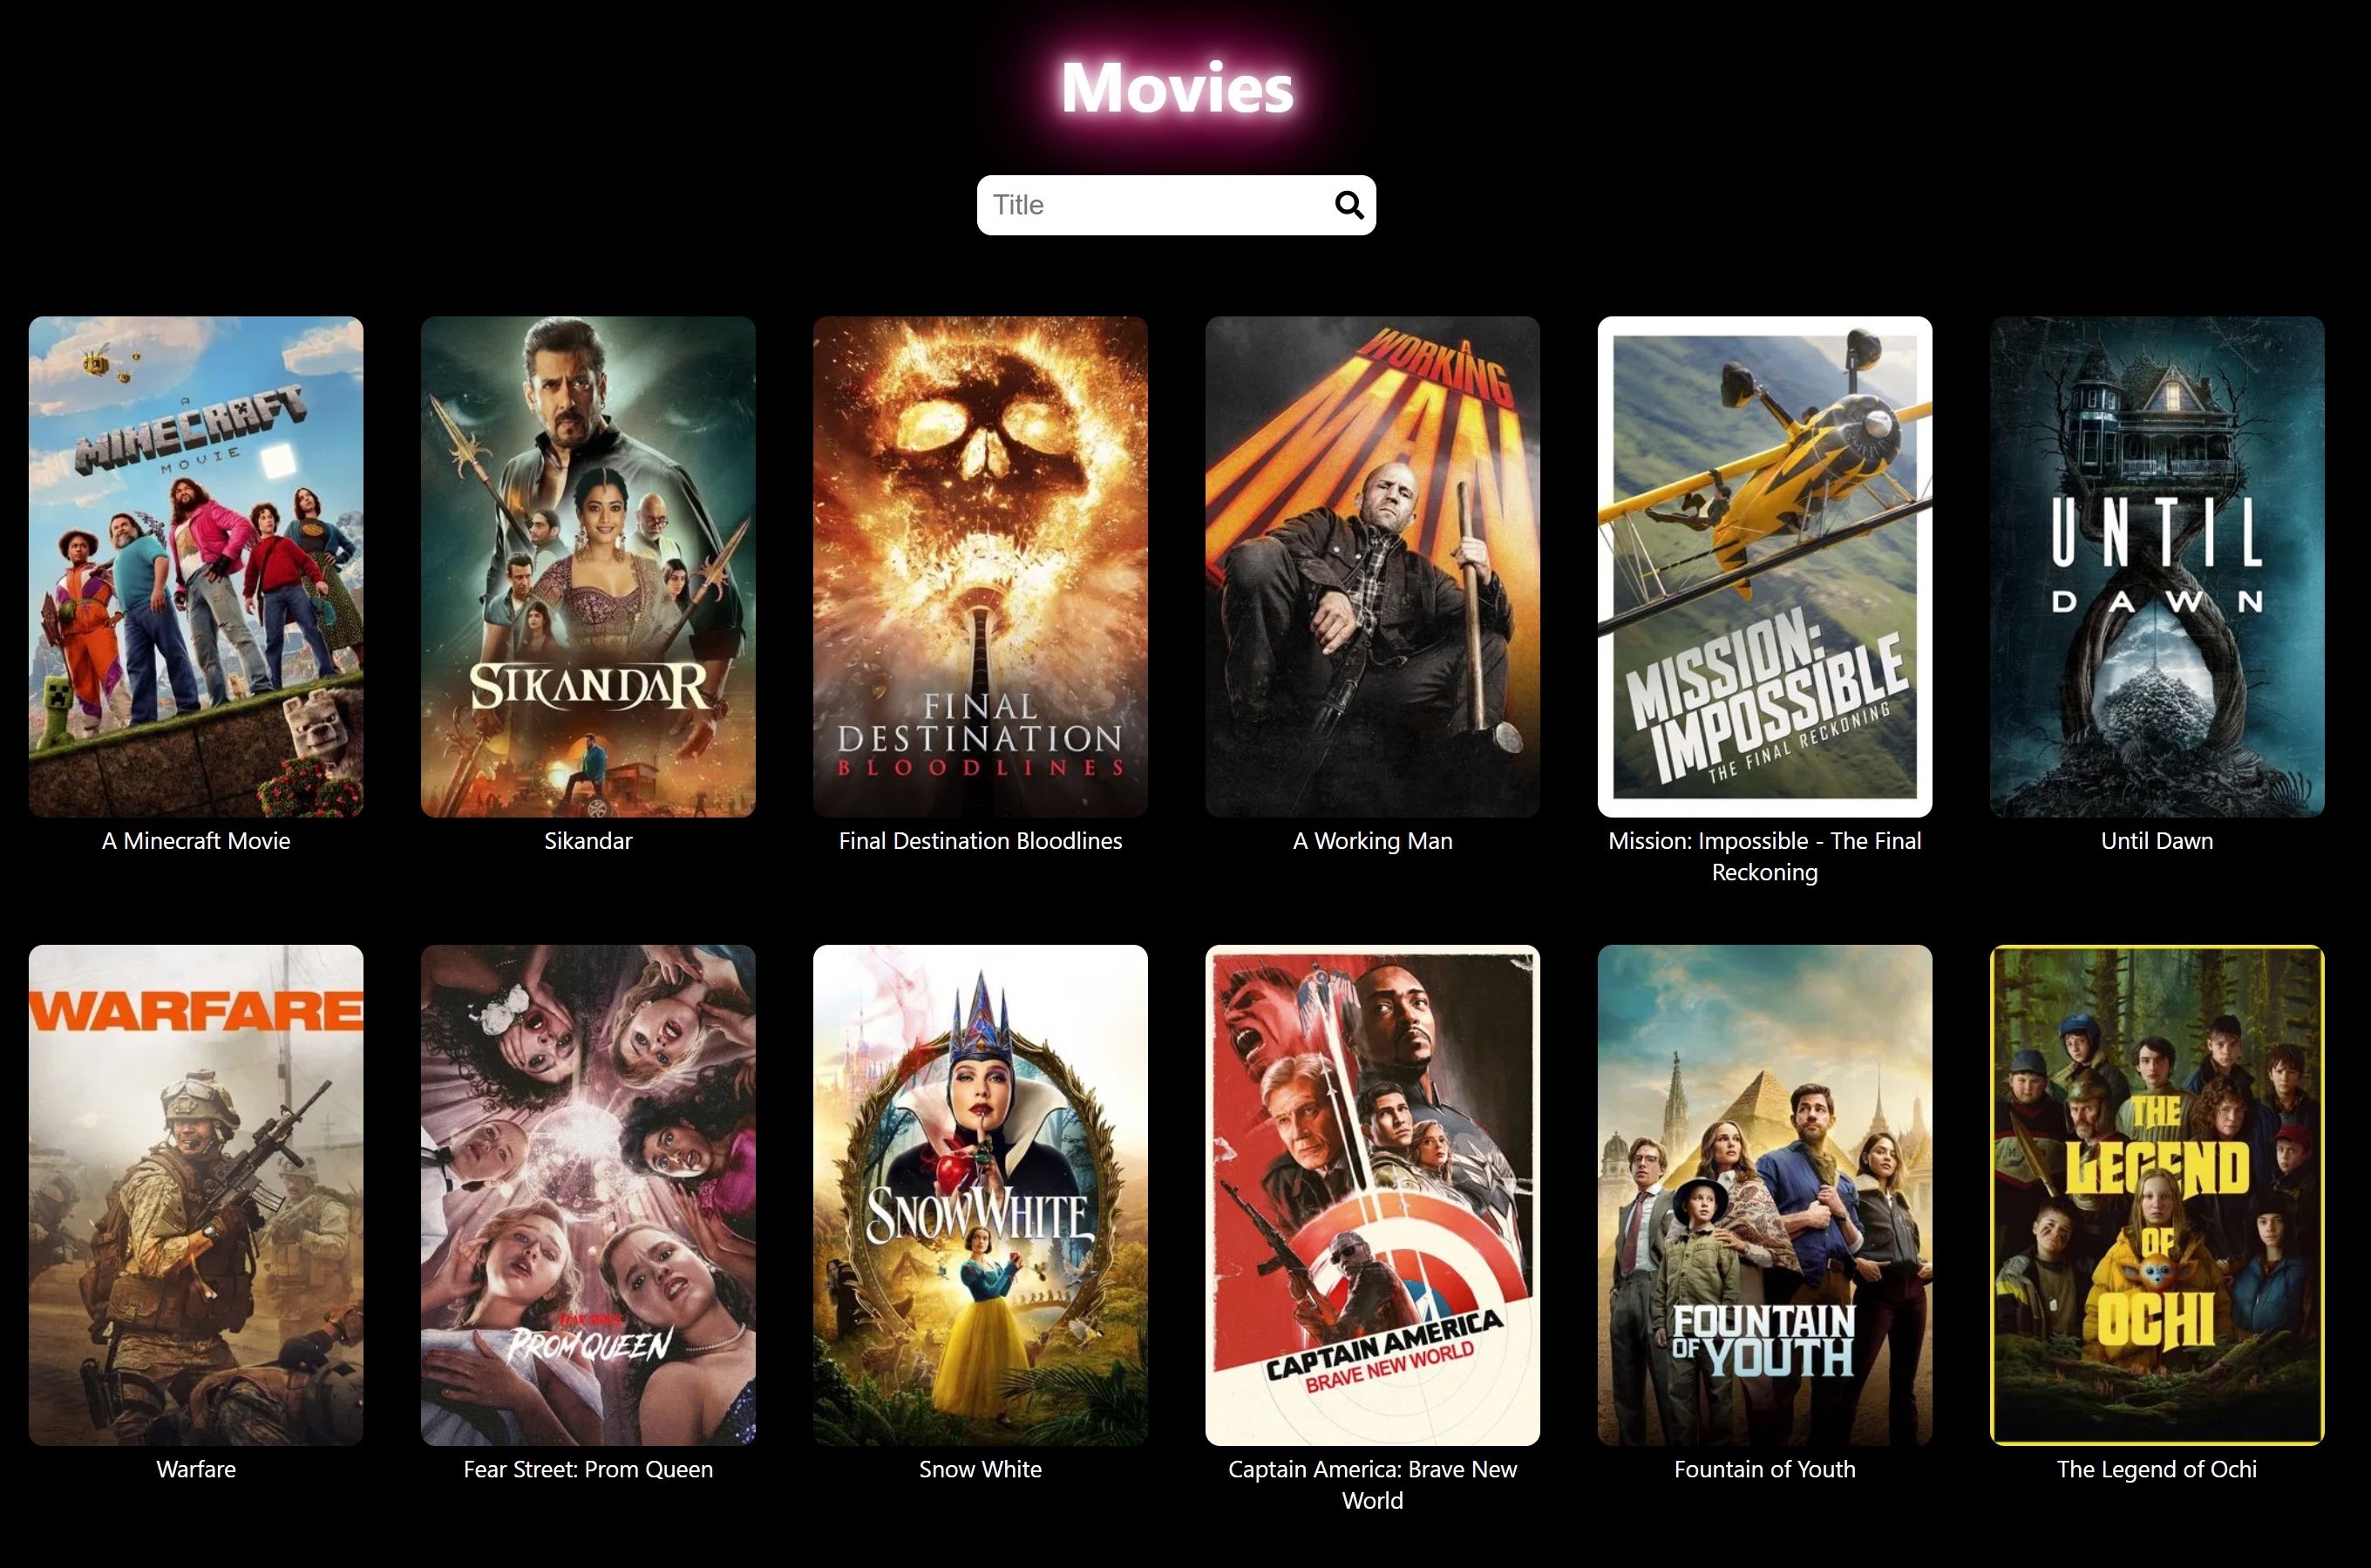 Movies
Title
A
MINECRAFT
MOVIE
SIKANDAR
FINAL
DESTINATION
BLOODLINES
A
WORKING
MAN
MISSION:
IMPOSSIBLE
THE FINAL RECKONING
UNTIL
DAWN
A Minecraft Movie
Sikandar
Final Destination Bloodlines
A Working Man
Mission: Impossible - The Final
Reckoning
Until Dawn
WARFARE
FEAR STREET
PROM QUEEN
SNOW WHITE
CAPTAIN AMERICA
BRAVE NEW WORLD
FOUNTAIN
OF YOUTH
THE
LEGEND
OF
OCHI
Warfare
Fear Street: Prom Queen
Snow White
Captain America: Brave New
World
Fountain of Youth
The Legend of Ochi